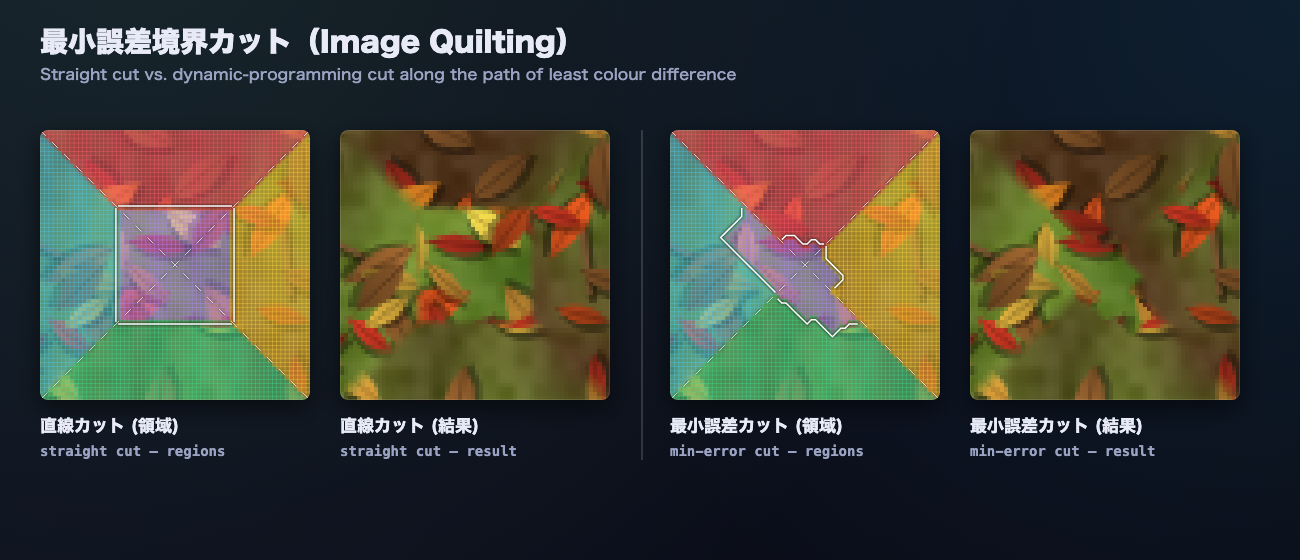 最小誤差境界カット（Image Quilting）
Straight cut vs. dynamic-programming cut along the path of least colour difference
直線カット (領域)
straight cut — regions
直線カット (結果)
straight cut — result
最小誤差カット (領域)
min-error cut — regions
最小誤差カット (結果)
min-error cut — result